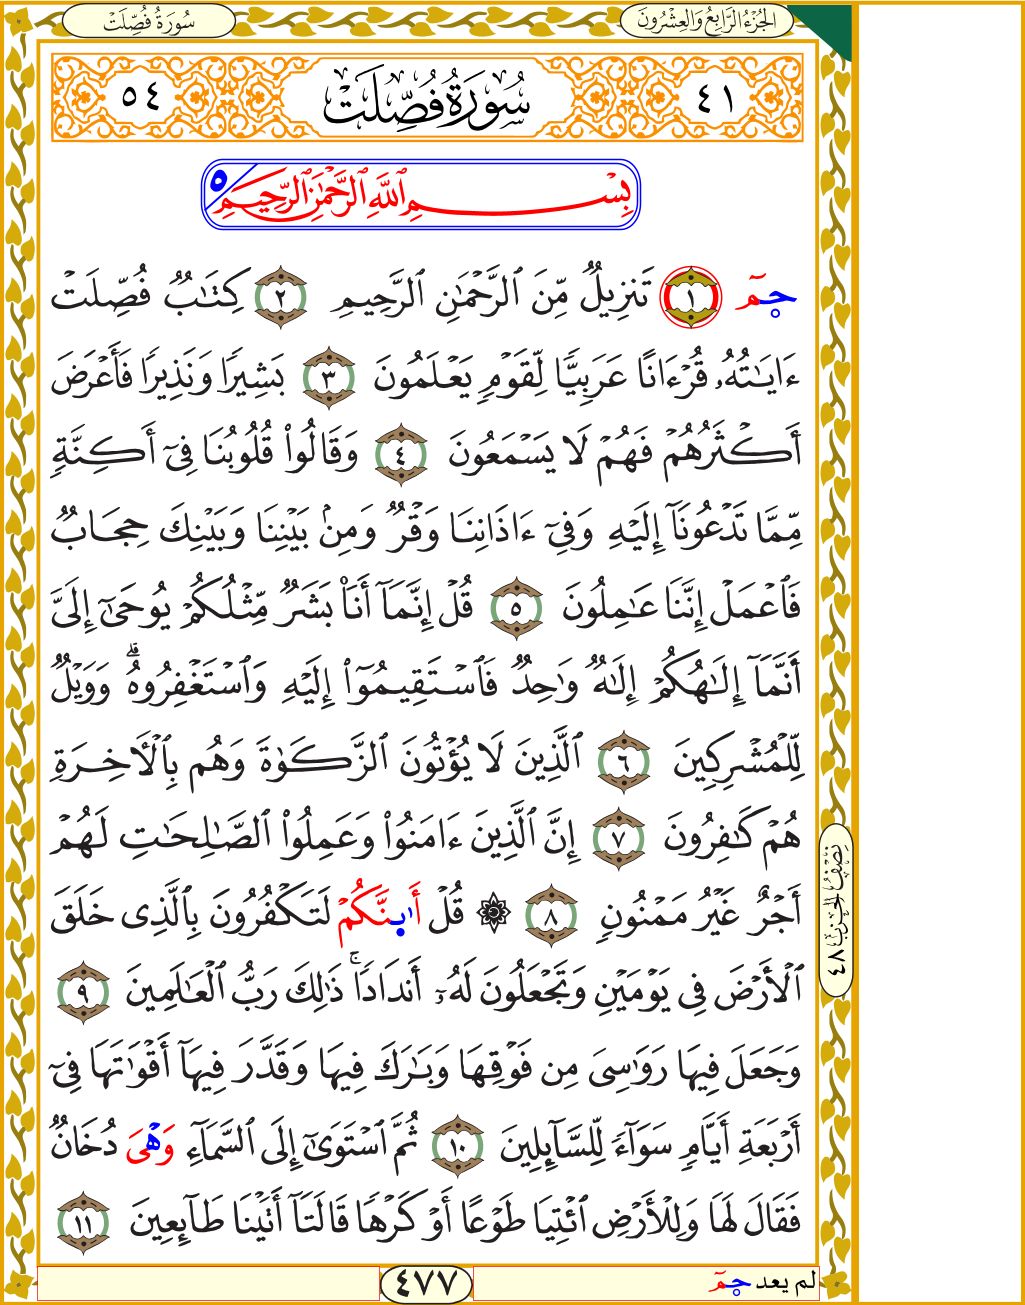 الجُزْءُ الرَّابِعُ وَالعِشْرُونَ
سُورَةُ فُصِّلَتْ
٤١
سُورَةُ فُصِّلَتْ
٥٤
بِسْمِ ٱللَّهِ ٱلرَّحْمَٰنِ ٱلرَّحِيمِ ٥
حٓمٓ ١ تَنزِيلٌ مِّنَ ٱلرَّحْمَٰنِ ٱلرَّحِيمِ ٢ كِتَٰبٌ فُصِّلَتْ
ءَايَٰتُهُۥ قُرْءَانًا عَرَبِيًّا لِّقَوْمٍ يَعْلَمُونَ ٣ بَشِيرًا وَنَذِيرًا فَأَعْرَضَ
أَكْثَرُهُمْ فَهُمْ لَا يَسْمَعُونَ ٤ وَقَالُوا۟ قُلُوبُنَا فِىٓ أَكِنَّةٍ
مِّمَّا تَدْعُونَآ إِلَيْهِ وَفِىٓ ءَاذَانِنَا وَقْرٌ وَمِنۢ بَيْنِنَا وَبَيْنِكَ حِجَابٌ
فَٱعْمَلْ إِنَّنَا عَٰمِلُونَ ٥ قُلْ إِنَّمَآ أَنَا۠ بَشَرٌ مِّثْلُكُمْ يُوحَىٰٓ إِلَىَّ
أَنَّمَآ إِلَٰهُكُمْ إِلَٰهٌ وَٰحِدٌ فَٱسْتَقِيمُوٓا۟ إِلَيْهِ وَٱسْتَغْفِرُوهُ ۗ وَوَيْلٌ
لِّلْمُشْرِكِينَ ٦ ٱلَّذِينَ لَا يُؤْتُونَ ٱلزَّكَوٰةَ وَهُم بِٱلْأَخِرَةِ
هُمْ كَٰفِرُونَ ٧ إِنَّ ٱلَّذِينَ ءَامَنُوا۟ وَعَمِلُوا۟ ٱلصَّٰلِحَٰتِ لَهُمْ
أَجْرٌ غَيْرُ مَمْنُونٍ ٨ ۞ قُلْ أَىِٕنَّكُمْ لَتَكْفُرُونَ بِٱلَّذِى خَلَقَ
ٱلْأَرْضَ فِى يَوْمَيْنِ وَتَجْعَلُونَ لَهُۥٓ أَندَادًا ۚ ذَٰلِكَ رَبُّ ٱلْعَٰلَمِينَ ٩
وَجَعَلَ فِيهَا رَوَٰسِىَ مِن فَوْقِهَا وَبَٰرَكَ فِيهَا وَقَدَّرَ فِيهَآ أَقْوَٰتَهَا فِىٓ
أَرْبَعَةِ أَيَّامٍ سَوَآءً لِّلسَّآئِلِينَ ١٠ ثُمَّ ٱسْتَوَىٰٓ إِلَى ٱلسَّمَآءِ وَهْىَ دُخَانٌ
فَقَالَ لَهَا وَلِلْأَرْضِ ٱئْتِيَا طَوْعًا أَوْ كَرْهًا قَالَتَآ أَتَيْنَا طَآئِعِينَ ١١
نِصْفُ الحِزْبِ ٤٨
لم يعد حٓمٓ
٤٧٧